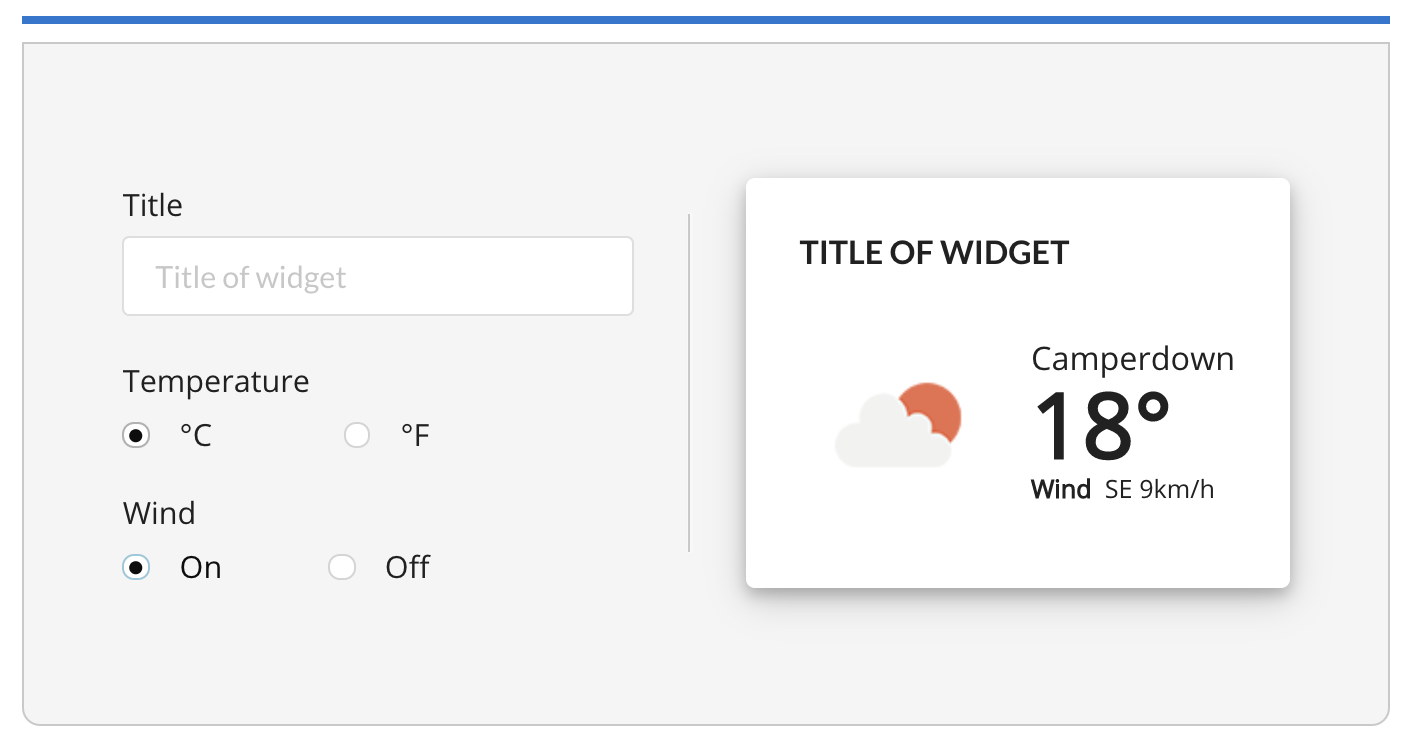 Title
Title of widget
Temperature
°C °F
Wind
On Off
TITLE OF WIDGET
Camperdown
18°
Wind SE 9km/h